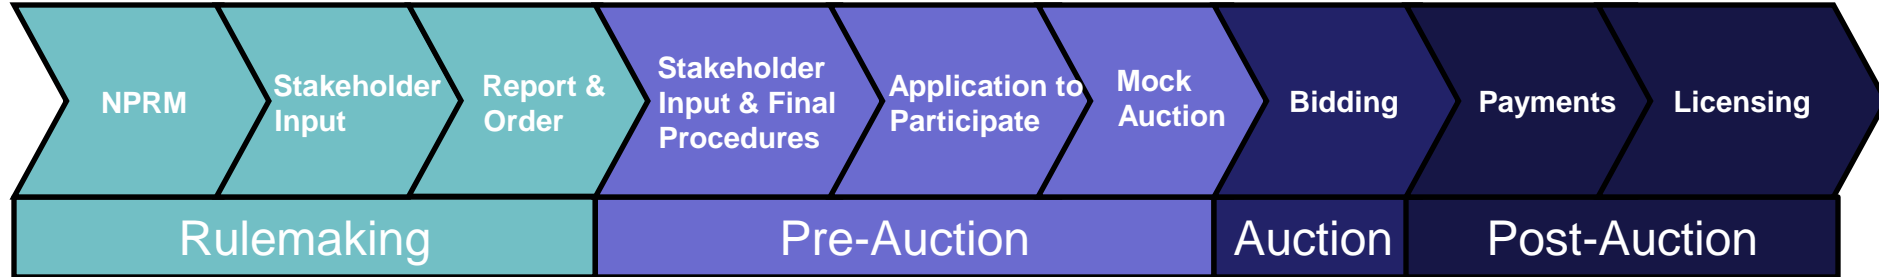 NPRM
Stakeholder
Input
Report &
Order
Stakeholder
Input & Final
Procedures
Application to
Participate
Mock
Auction
Bidding
Payments
Licensing
Rulemaking
Pre-Auction
Auction
Post-Auction